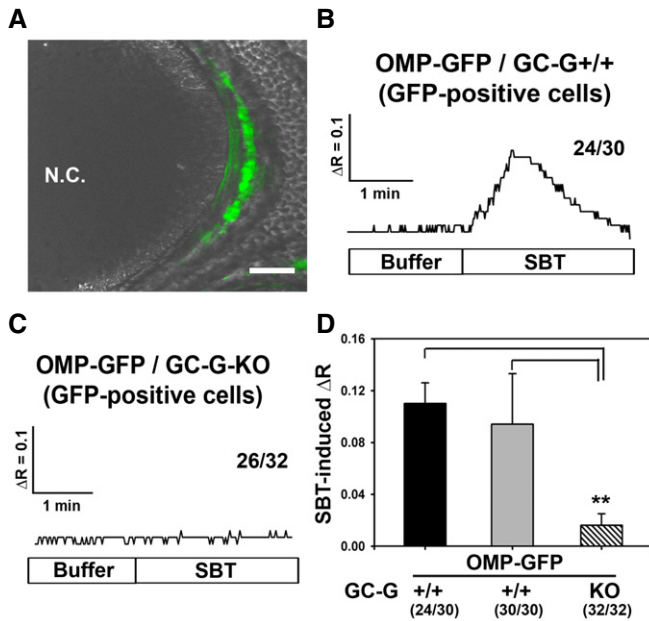 A
N.C.
B
OMP-GFP / GC-G+/+
(GFP-positive cells)
ΔR = 0.1
1 min
24/30
Buffer
SBT
C
OMP-GFP / GC-G-KO
(GFP-positive cells)
ΔR = 0.1
1 min
26/32
Buffer
SBT
D
SBT-induced ΔR
0.16
0.12
0.08
0.04
0.00
**
OMP-GFP
GC-G +/+ +/+ KO
(24/30) (30/30) (32/32)